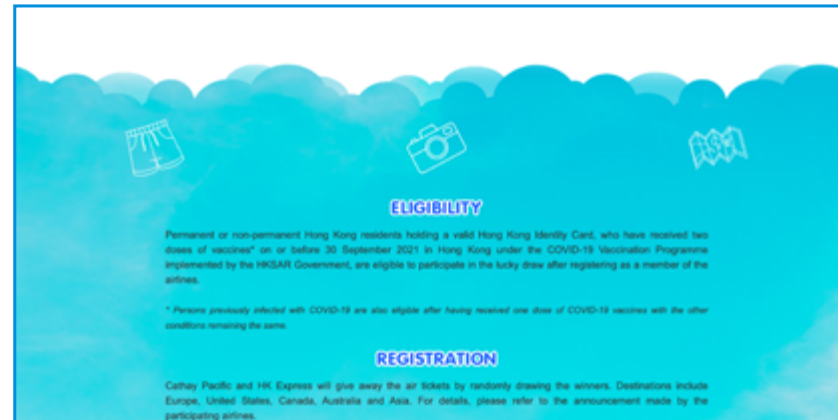 ELIGIBILITY
Permanent or non-permanent Hong Kong residents holding a valid Hong Kong Identity Card, who have received two
doses of vaccines* on or before 30 September 2021 in Hong Kong under the COVID-19 Vaccination Programme
implemented by the HKSAR Government, are eligible to participate in the lucky draw after registering as a member of the
airlines.
* Persons previously infected with COVID-19 are also eligible after having received one dose of COVID-19 vaccines with the other
conditions remaining the same.
REGISTRATION
Cathay Pacific and HK Express will give away the air tickets by randomly drawing the winners. Destinations include
Europe, United States, Canada, Australia and Asia. For details, please refer to the announcement made by the
participating airlines.